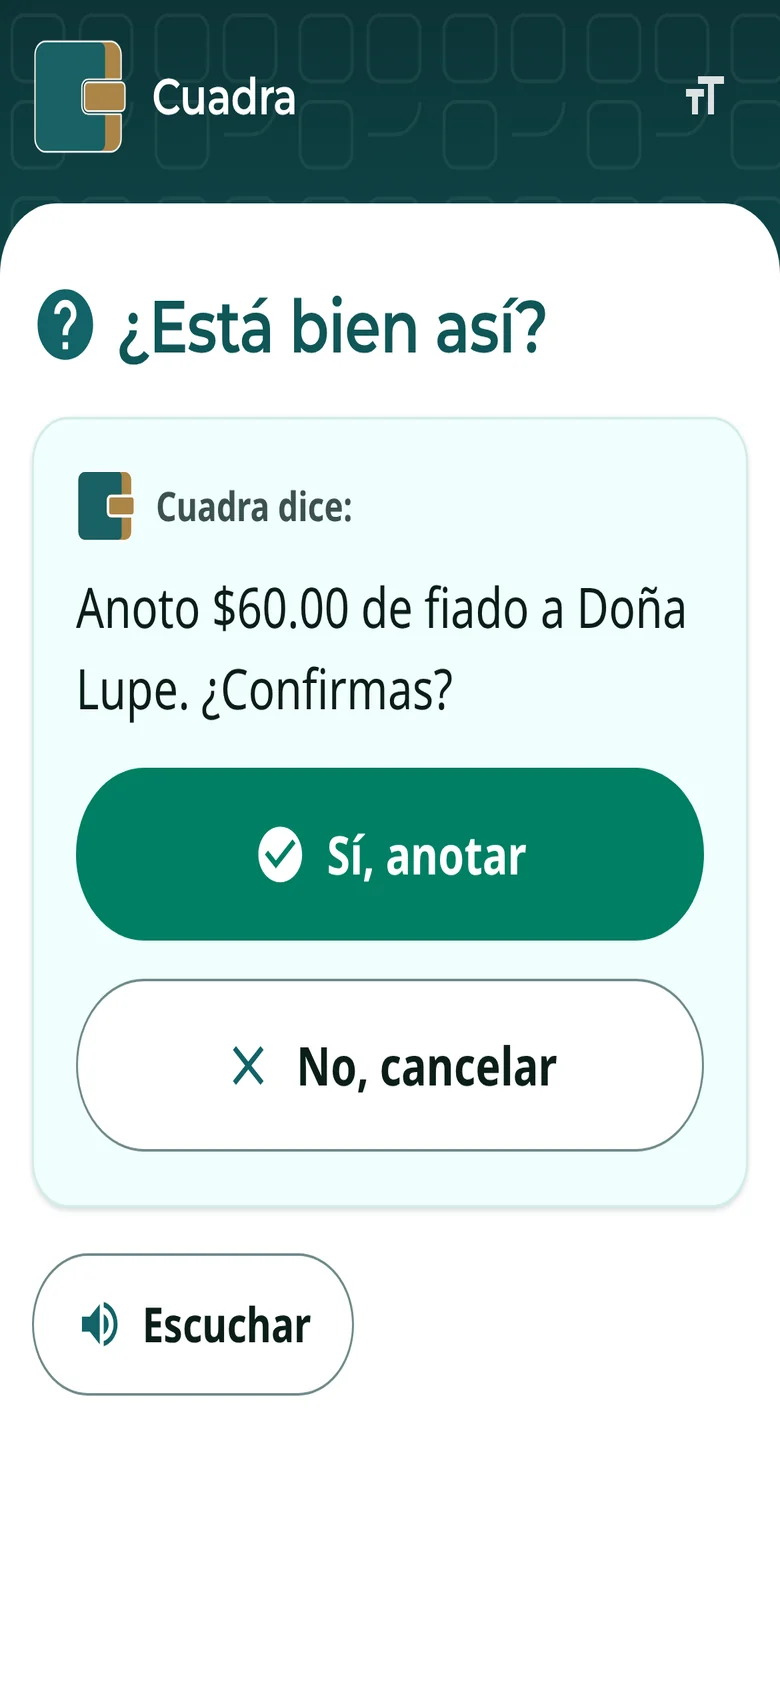 Cuadra
¿Está bien así?
Cuadra dice:
Anoto $60.00 de fiado a Doña
Lupe. ¿Confirmas?
Sí, anotar
No, cancelar
Escuchar